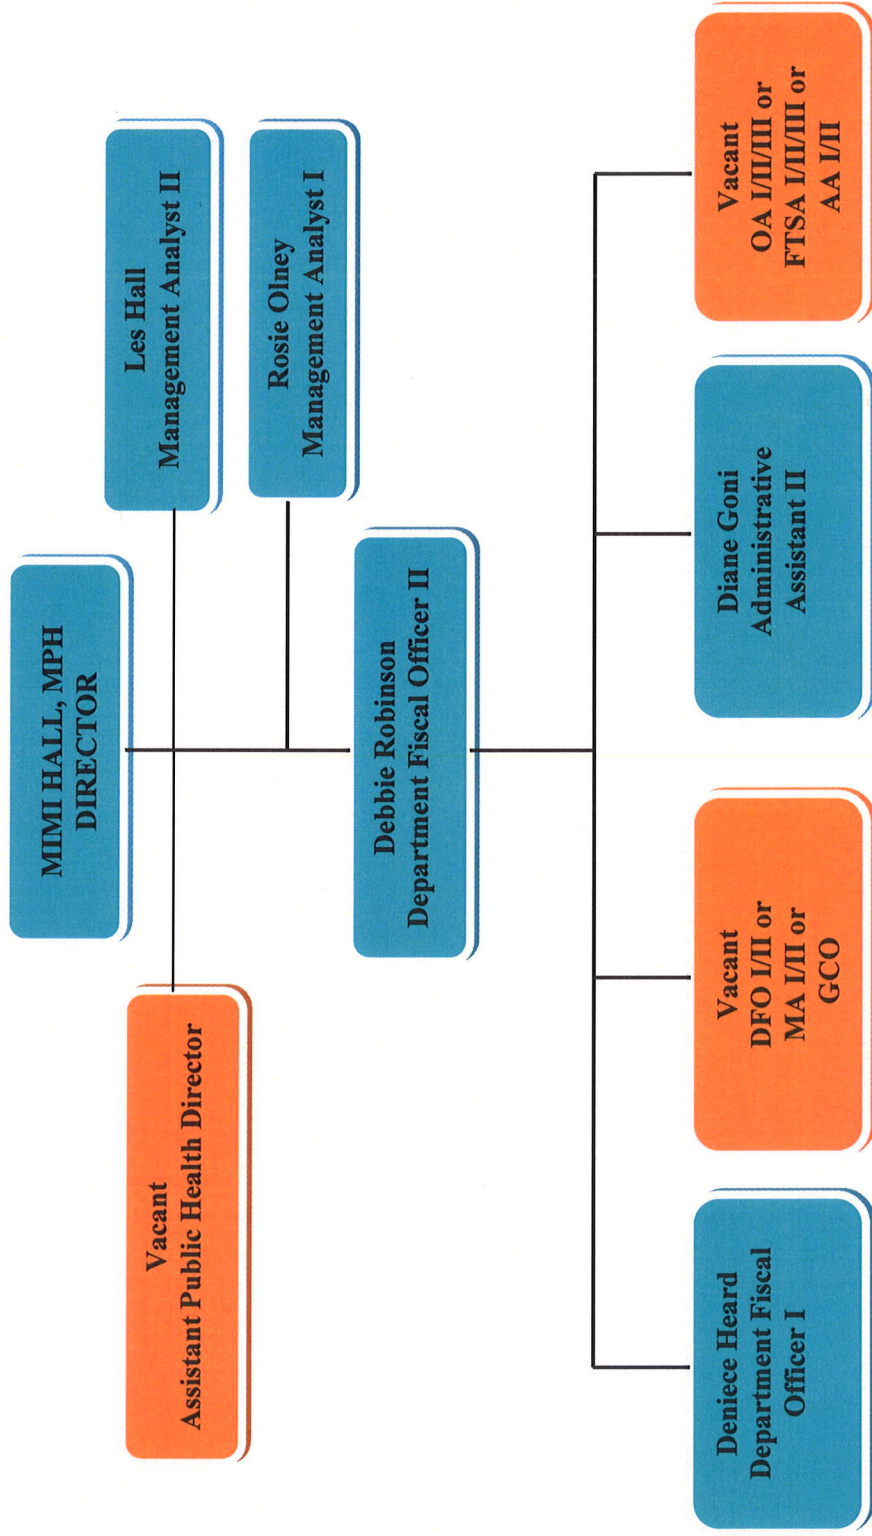 MIMI HALL, MPH
DIRECTOR
Vacant
Assistant Public Health Director
Les Hall
Management Analyst II
Rosie Olney
Management Analyst I
Debbie Robinson
Department Fiscal Officer II
Deniece Heard
Department Fiscal
Officer I
Vacant
DFO I/II or
MA I/II or
GCO
Diane Goni
Administrative
Assistant II
Vacant
OA I/II/III or
FTSA I/II/III or
AA I/II